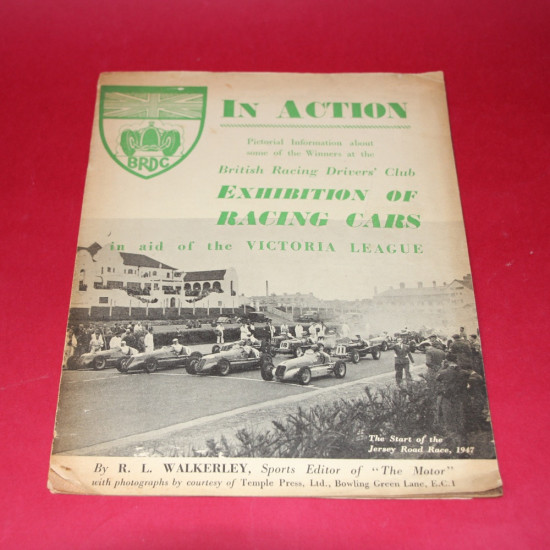 BRDC
IN ACTION
Pictorial Information about
some of the Winners at the
British Racing Drivers' Club
EXHIBITION OF
RACING CARS
in aid of the VICTORIA LEAGUE
The Start of the
Jersey Road Race, 1947
By R. L. WALKERLEY, Sports Editor of "The Motor"
with photographs by courtesy of Temple Press, Ltd., Bowling Green Lane, E.C.1